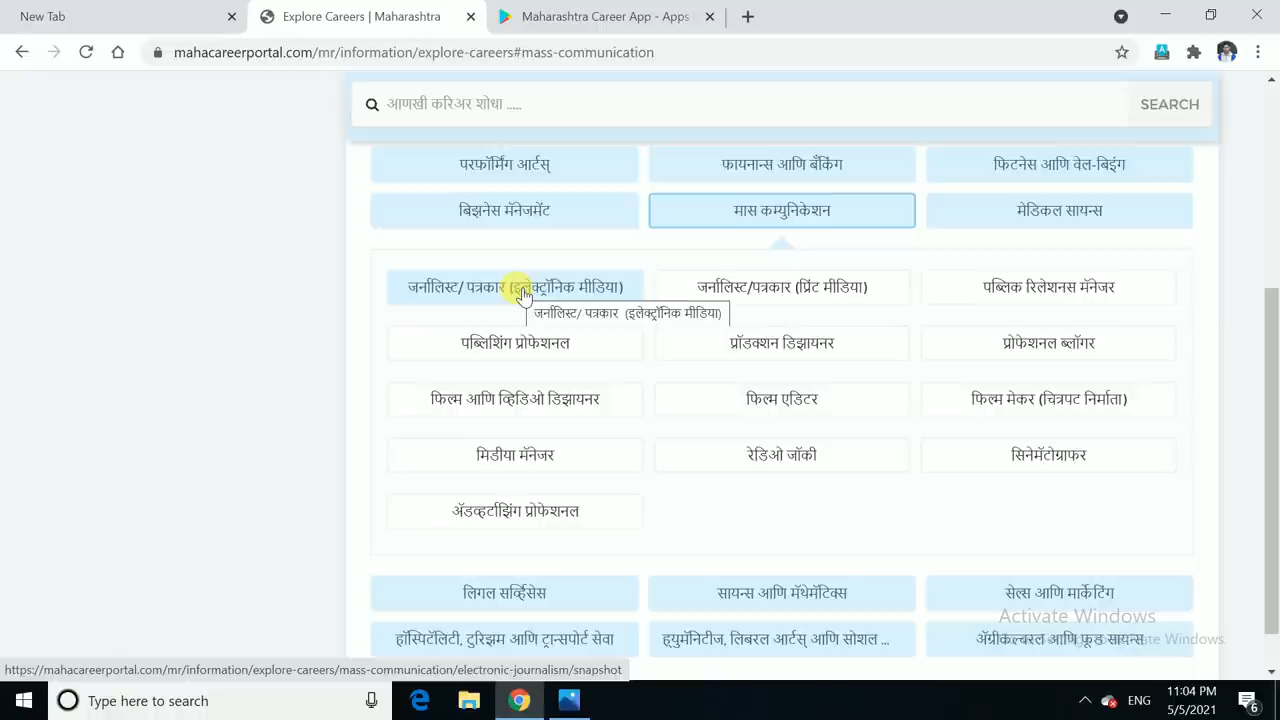 New Tab
Explore Careers | Maharashtra
Maharashtra Career App - Apps
mahacareerportal.com/mr/information/explore-careers#mass-communication
आणखी करिअर शोधा .....
SEARCH
परफॉर्मिंग आर्टस्
फायनान्स आणि बँकिंग
फिटनेस आणि वेल-बिइंग
बिझनेस मॅनेजमेंट
मास कम्युनिकेशन
मेडिकल सायन्स
जर्नालिस्ट/ पत्रकार (इलेक्ट्रॉनिक मीडिया)
जर्नालिस्ट/पत्रकार (प्रिंट मीडिया)
पब्लिक रिलेशनस मॅनेजर
जर्नालिस्ट/ पत्रकार (इलेक्ट्रॉनिक मीडिया)
पब्लिशिंग प्रोफेशनल
प्रॉडक्शन डिझायनर
प्रोफेशनल ब्लॉगर
फिल्म आणि व्हिडिओ डिझायनर
फिल्म एडिटर
फिल्म मेकर (चित्रपट निर्माता)
मिडीया मॅनेजर
रेडिओ जॉकी
सिनेमॅटोग्राफर
ॲडव्हर्टाझिंग प्रोफेशनल
लिगल सर्व्हिसेस
सायन्स आणि मॅथेमॅटिक्स
सेल्स आणि मार्केटिंग
Activate Windows
हॉस्पिटॅलिटी, टुरिझम आणि ट्रान्सपोर्ट सेवा
ह्युमॅनिटीज, लिबरल आर्टस् आणि सोशल ...
ॲग्रीकल्चरल आणि फूड सायन्स
https://mahacareerportal.com/mr/information/explore-careers/mass-communication/electronic-journalism/snapshot
Type here to search
ENG
11:04 PM
5/5/2021
6